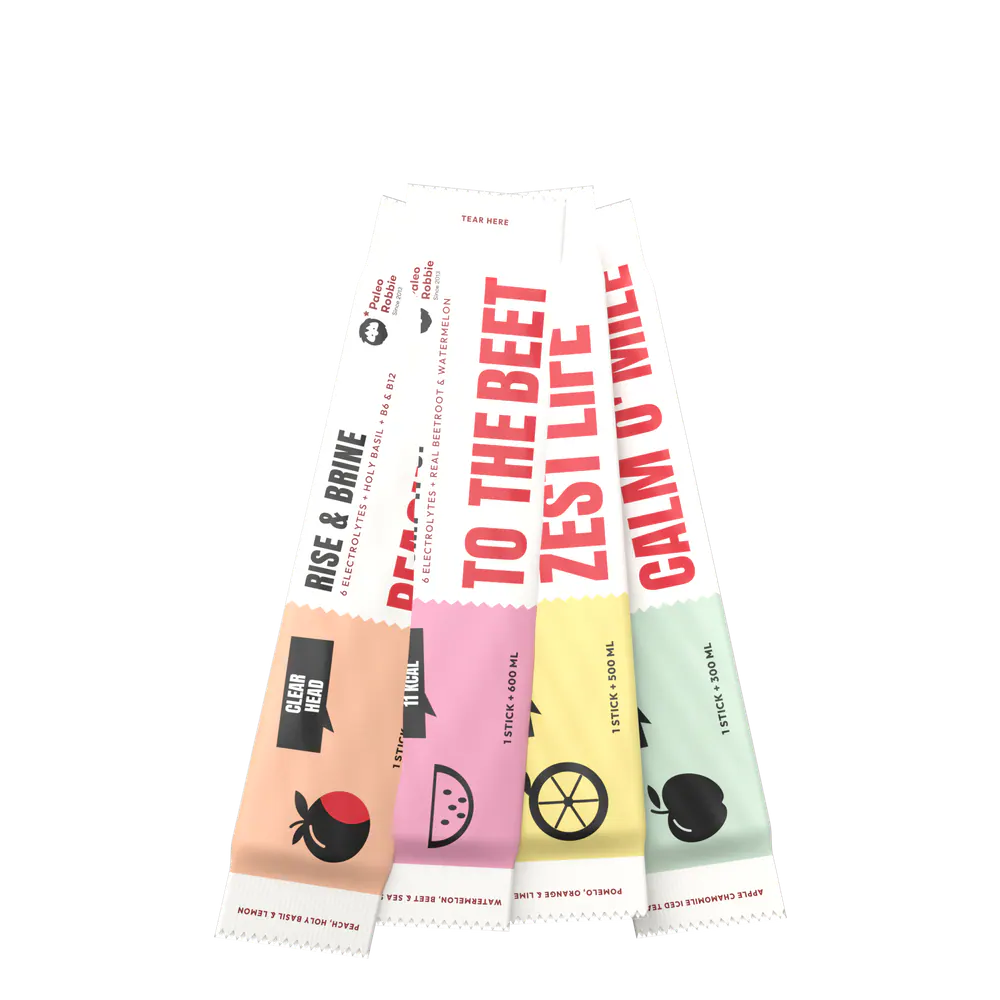 Paleo
Robbie
Since 2013
RISE & BRINE
6 ELECTROLYTES + HOLY BASIL + B6 & B12
CLEAR
HEAD
1 STICK
PEACH, HOLY BASIL & LEMON
TEAR HERE
Paleo
Robbie
Since 2013
6 ELECTROLYTES + REAL BEETROOT & WATERMELON
TO THE BEET
11 KCAL
1 STICK + 600 ML
WATERMELON, BEET & SEA
ZEST LIFE
1 STICK + 500 ML
POMELO, ORANGE & LIME
CALM O' MILE
1 STICK + 300 ML
APPLE CHAMOMILE ICED TEA